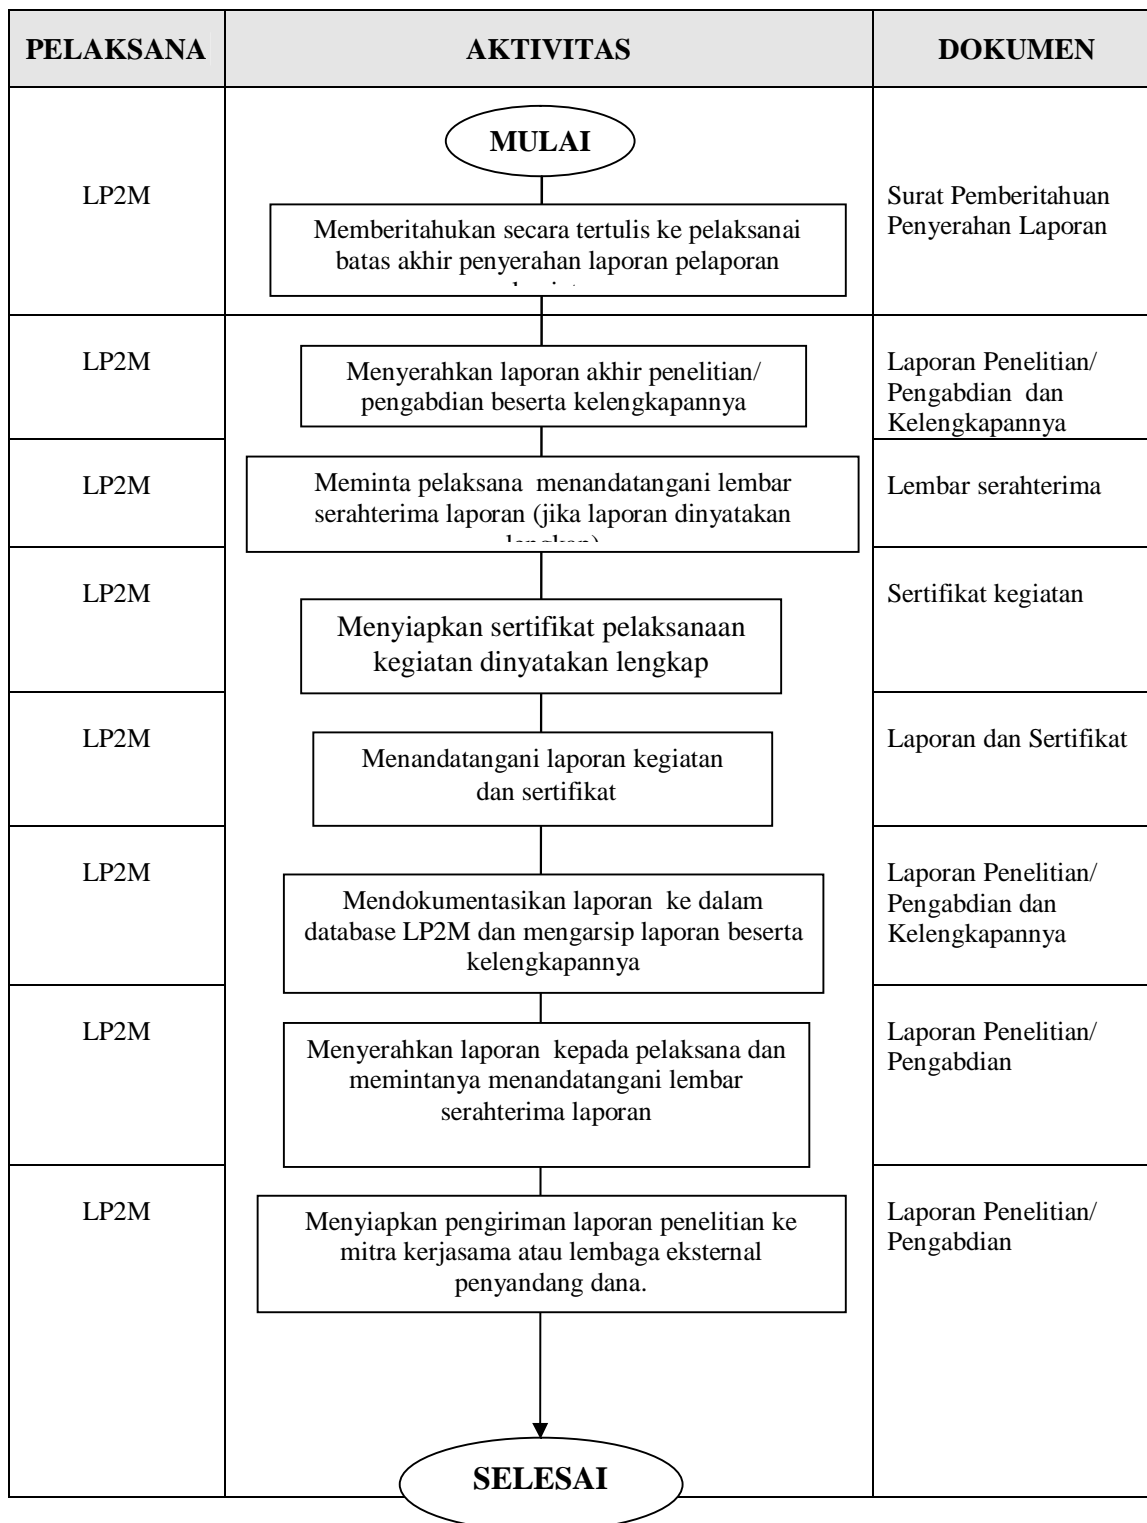 PELAKSANA AKTIVITAS DOKUMEN
MULAI
LP2M
Memberitahukan secara tertulis ke pelaksanai
batas akhir penyerahan laporan pelaporan
Surat Pemberitahuan
Penyerahan Laporan
LP2M
Menyerahkan laporan akhir penelitian/
pengabdian beserta kelengkapannya
Laporan Penelitian/
Pengabdian dan
Kelengkapannya
LP2M
Meminta pelaksana menandatangani lembar
serahterima laporan (jika laporan dinyatakan
lengkap)
Lembar serahterima
LP2M
Menyiapkan sertifikat pelaksanaan
kegiatan dinyatakan lengkap
Sertifikat kegiatan
LP2M
Menandatangani laporan kegiatan
dan sertifikat
Laporan dan Sertifikat
LP2M
Mendokumentasikan laporan ke dalam
database LP2M dan mengarsip laporan beserta
kelengkapannya
Laporan Penelitian/
Pengabdian dan
Kelengkapannya
LP2M
Menyerahkan laporan kepada pelaksana dan
memintanya menandatangani lembar
serahterima laporan
Laporan Penelitian/
Pengabdian
LP2M
Menyiapkan pengiriman laporan penelitian ke
mitra kerjasama atau lembaga eksternal
penyandang dana.
Laporan Penelitian/
Pengabdian
SELESAI